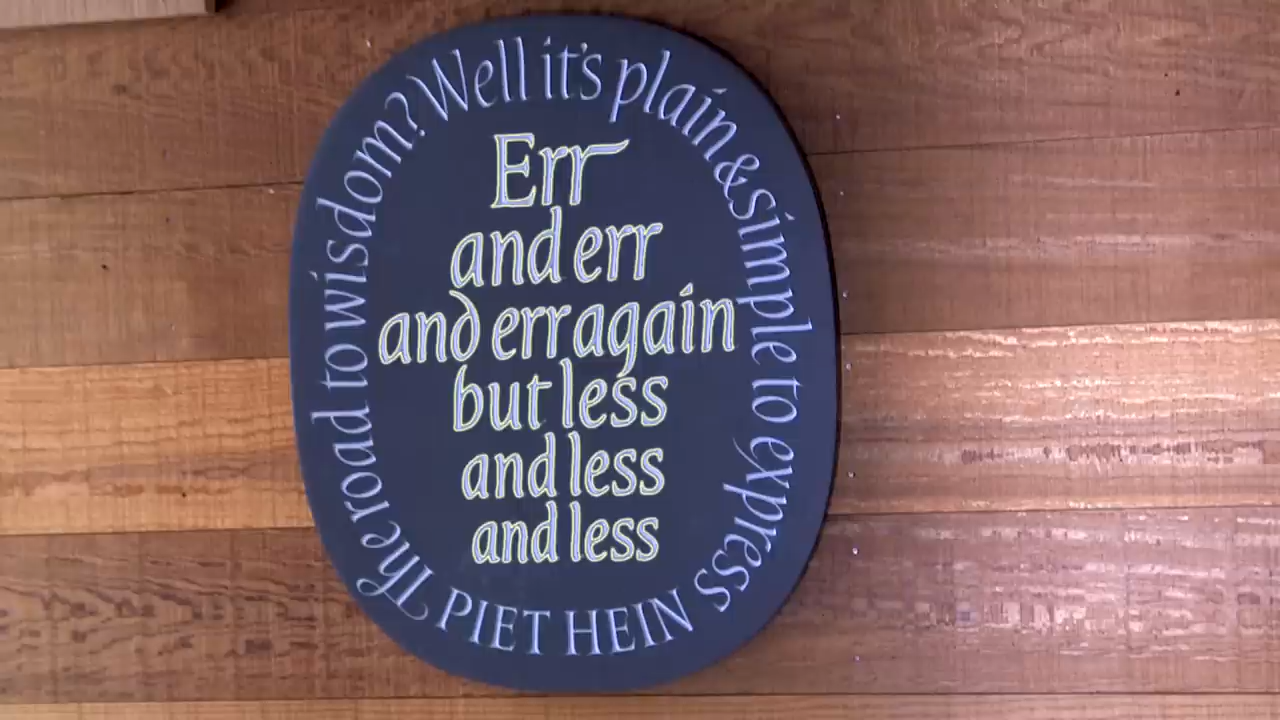 The road to wisdom? Well it's plain & simple to express
Err
and err
and err again
but less
and less
and less
PIET HEIN